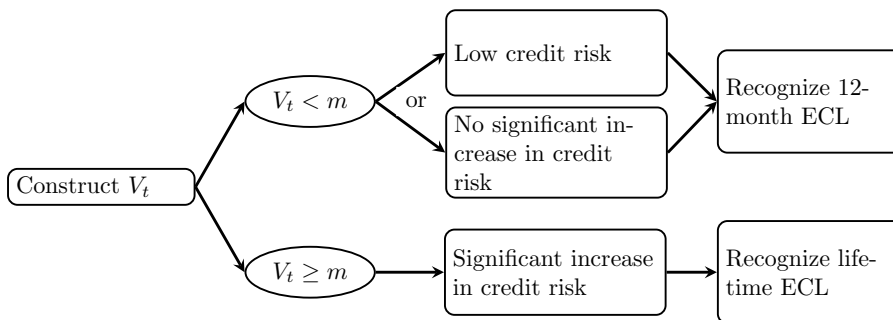 Construct V_t
V_t < m
or
Low credit risk
No significant in-
crease in credit
risk
Recognize 12-
month ECL
V_t ≥ m
Significant increase
in credit risk
Recognize life-
time ECL